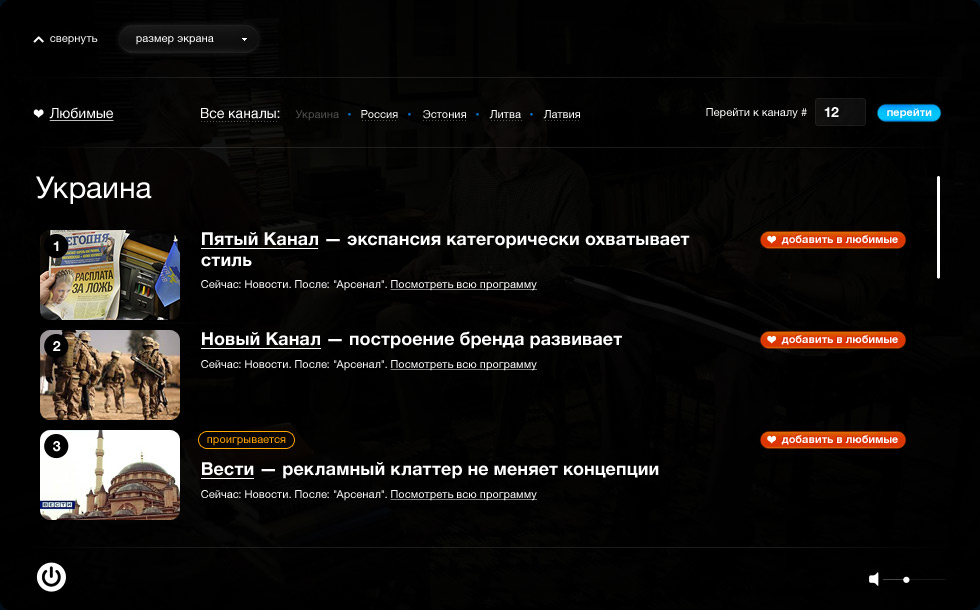 свернуть
размер экрана
Любимые
Все каналы: Украина • Россия • Эстония • Литва • Латвия
Перейти к каналу # 12 перейти
Украина
1
ЕГОДНЯ
РАСПЛАТА
ЗА ЛОЖЬ
Пятый Канал — экспансия категорически охватывает
стиль
добавить в любимые
Сейчас: Новости. После: "Арсенал". Посмотреть всю программу
2
Новый Канал — построение бренда развивает
добавить в любимые
Сейчас: Новости. После: "Арсенал". Посмотреть всю программу
3
ВЕСТИ
проигрывается
добавить в любимые
Вести — рекламный клаттер не меняет концепции
Сейчас: Новости. После: "Арсенал". Посмотреть всю программу